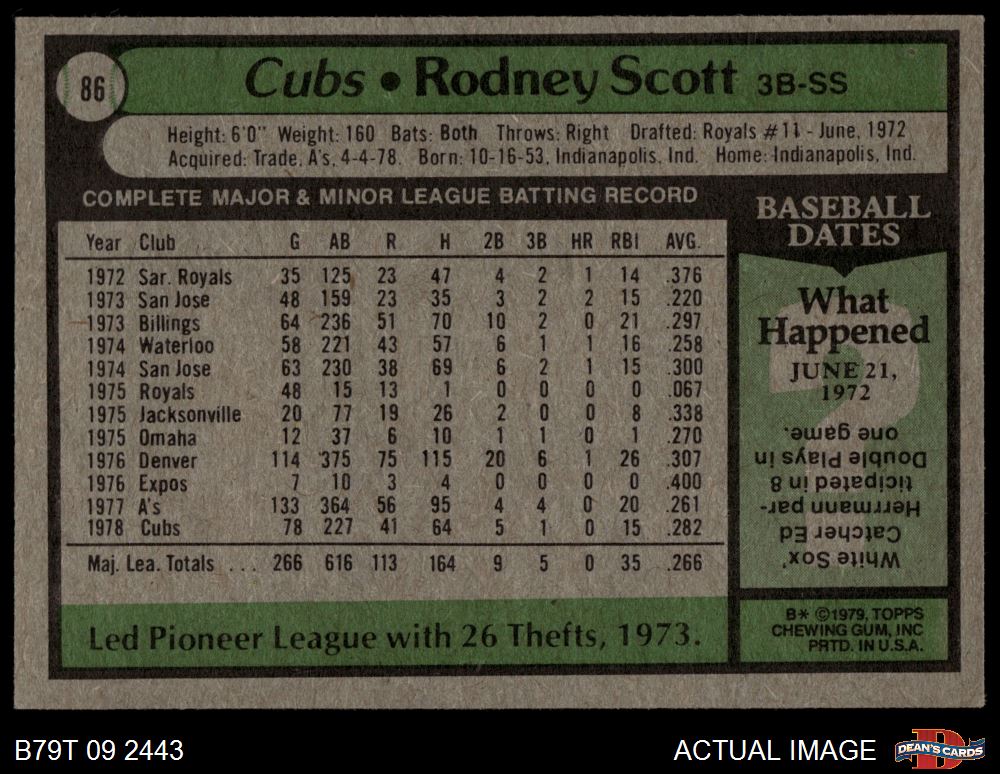 86
Cubs • Rodney Scott 3B-SS
Height: 6'0" Weight: 160 Bats: Both Throws: Right Drafted: Royals #11 - June, 1972
Acquired: Trade, A's, 4-4-78. Born: 10-16-53, Indianapolis, Ind. Home: Indianapolis, Ind.
COMPLETE MAJOR & MINOR LEAGUE BATTING RECORD
Year Club G AB R H 2B 3B HR RBI AVG.
1972 Sar. Royals 35 125 23 47 4 2 1 14 .376
1973 San Jose 48 159 23 35 3 2 2 15 .220
1973 Billings 64 236 51 70 10 2 0 21 .297
1974 Waterloo 58 221 43 57 6 1 1 16 .258
1974 San Jose 63 230 38 69 6 2 1 15 .300
1975 Royals 48 15 13 1 0 0 0 0 .067
1975 Jacksonville 20 77 19 26 2 0 0 8 .338
1975 Omaha 12 37 6 10 1 1 0 1 .270
1976 Denver 114 375 75 115 20 6 1 26 .307
1976 Expos 7 10 3 4 0 0 0 0 .400
1977 A's 133 364 56 95 4 4 0 20 .261
1978 Cubs 78 227 41 64 5 1 0 15 .282
Maj. Lea. Totals . . . 266 616 113 164 9 5 0 35 .266
Led Pioneer League with 26 Thefts, 1973.
BASEBALL
DATES
What
Happened
JUNE 21,
1972
White Sox'
Catcher Ed
Herrmann par-
ticipated in 8
Double Plays in
one game.
B* ©1979, TOPPS
CHEWING GUM, INC
PRTD. IN U.S.A.
B79T 09 2443
ACTUAL IMAGE
D
DEAN'S CARDS